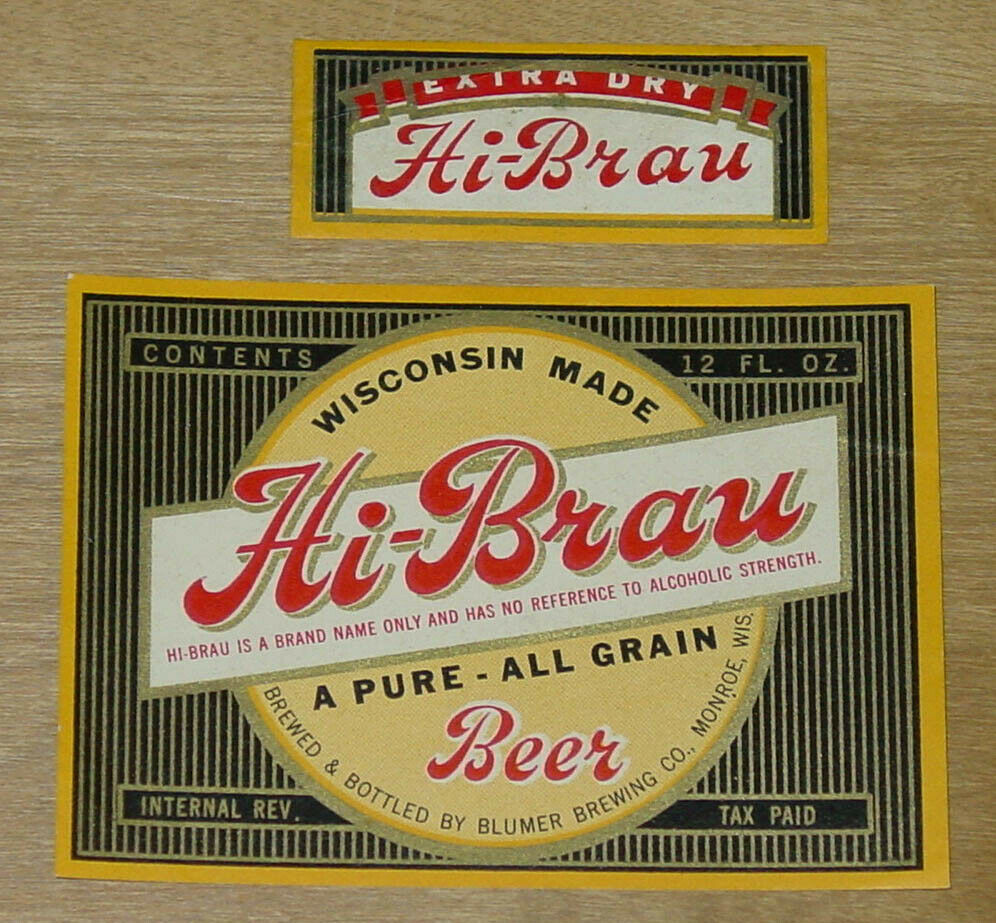 EXTRA DRY
Hi-Brau
CONTENTS
12 FL. OZ.
WISCONSIN MADE
Hi-Brau
HI-BRAU IS A BRAND NAME ONLY AND HAS NO REFERENCE TO ALCOHOLIC STRENGTH.
A PURE - ALL GRAIN
Beer
BREWED & BOTTLED BY BLUMER BREWING CO., MONROE, WIS.
INTERNAL REV.
TAX PAID